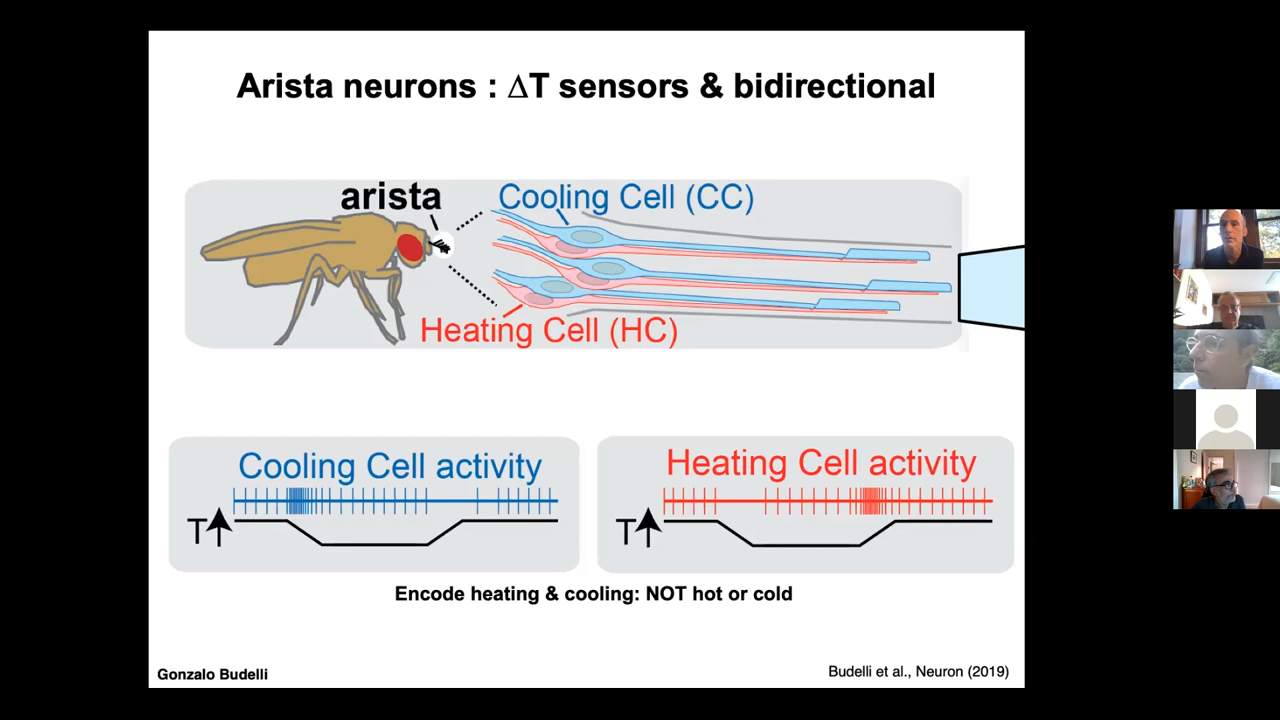 Arista neurons : ΔT sensors & bidirectional
arista
Cooling Cell (CC)
Heating Cell (HC)
Cooling Cell activity
T
Heating Cell activity
T
Encode heating & cooling: NOT hot or cold
Gonzalo Budelli
Budelli et al., Neuron (2019)